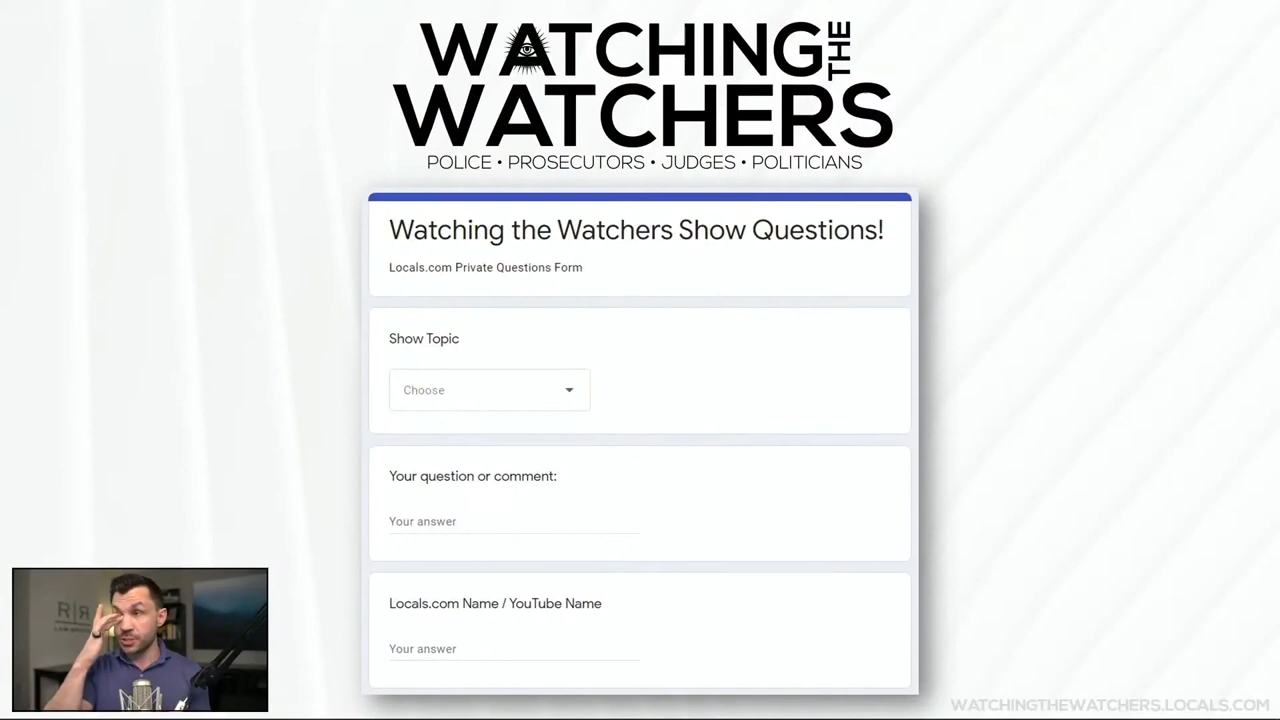 WATCHING THE
WATCHERS
POLICE • PROSECUTORS • JUDGES • POLITICIANS
Watching the Watchers Show Questions!
Locals.com Private Questions Form
Show Topic
Choose
Your question or comment:
Your answer
Locals.com Name / YouTube Name
Your answer
R|R
WATCHINGTHEWATCHERS.LOCALS.COM